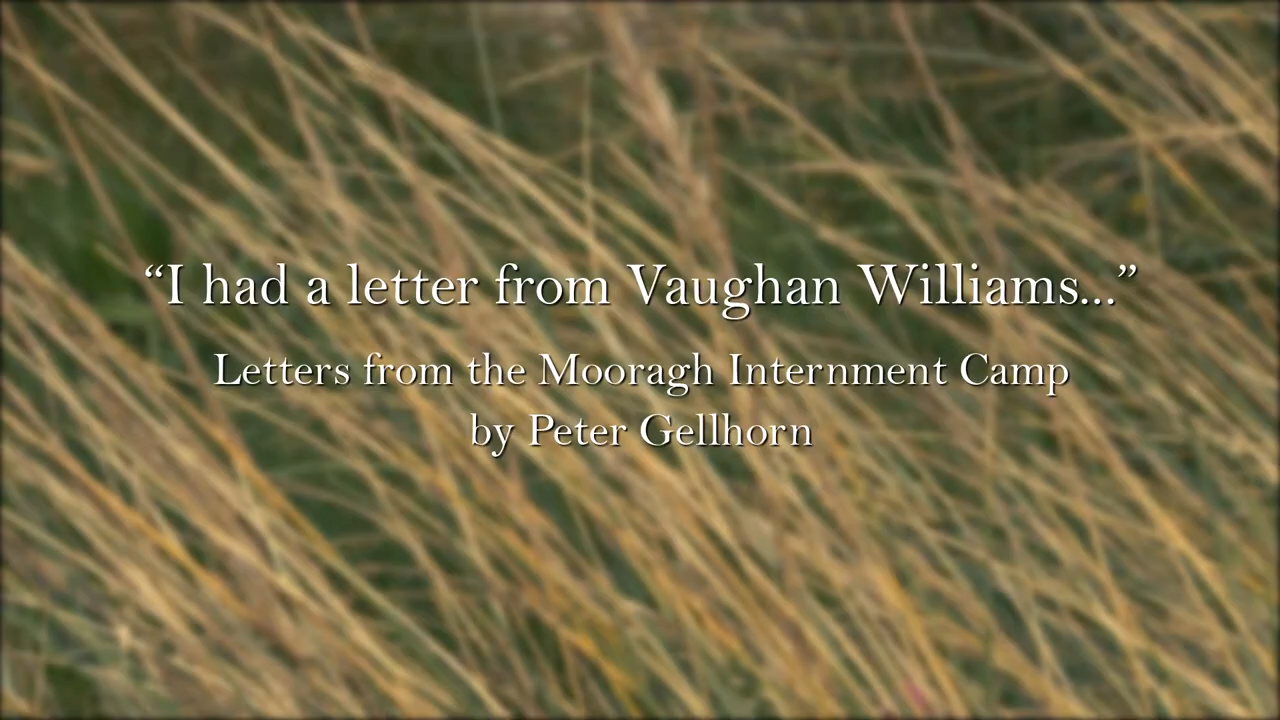 “I had a letter from Vaughan Williams...”
Letters from the Mooragh Internment Camp
by Peter Gellhorn